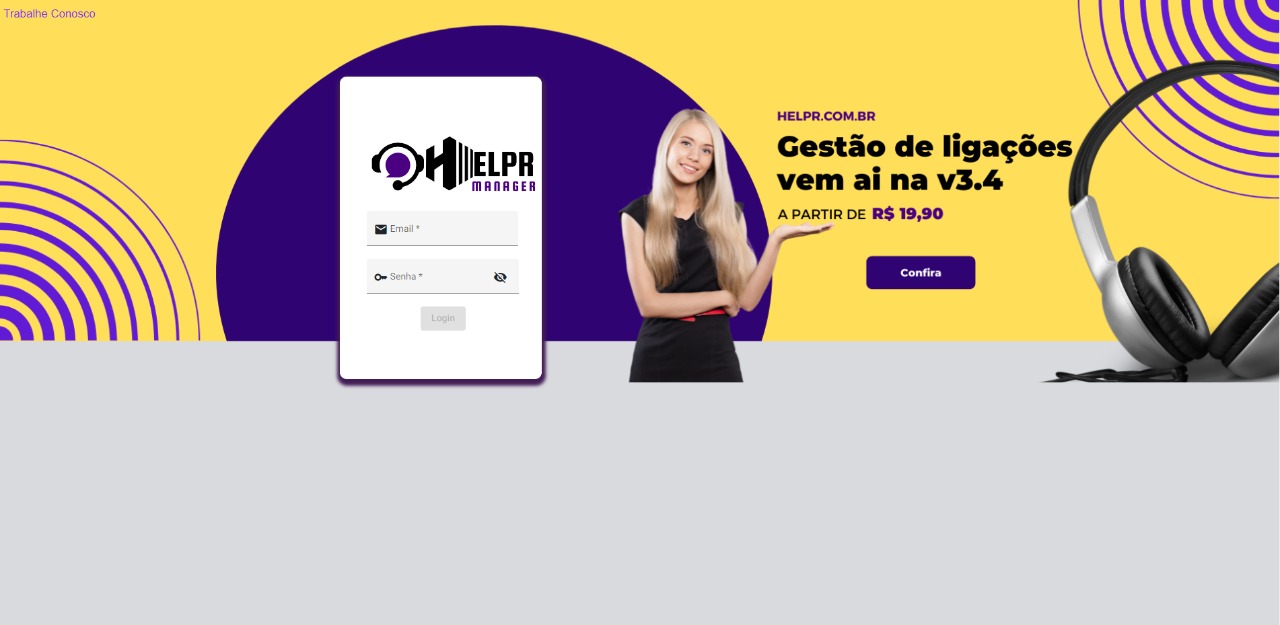 Trabalhe Conosco
HELPR
MANAGER
Email *
Senha *
Login
HELPR.COM.BR
Gestão de ligações
vem ai na v3.4
A PARTIR DE R$ 19,90
Confira